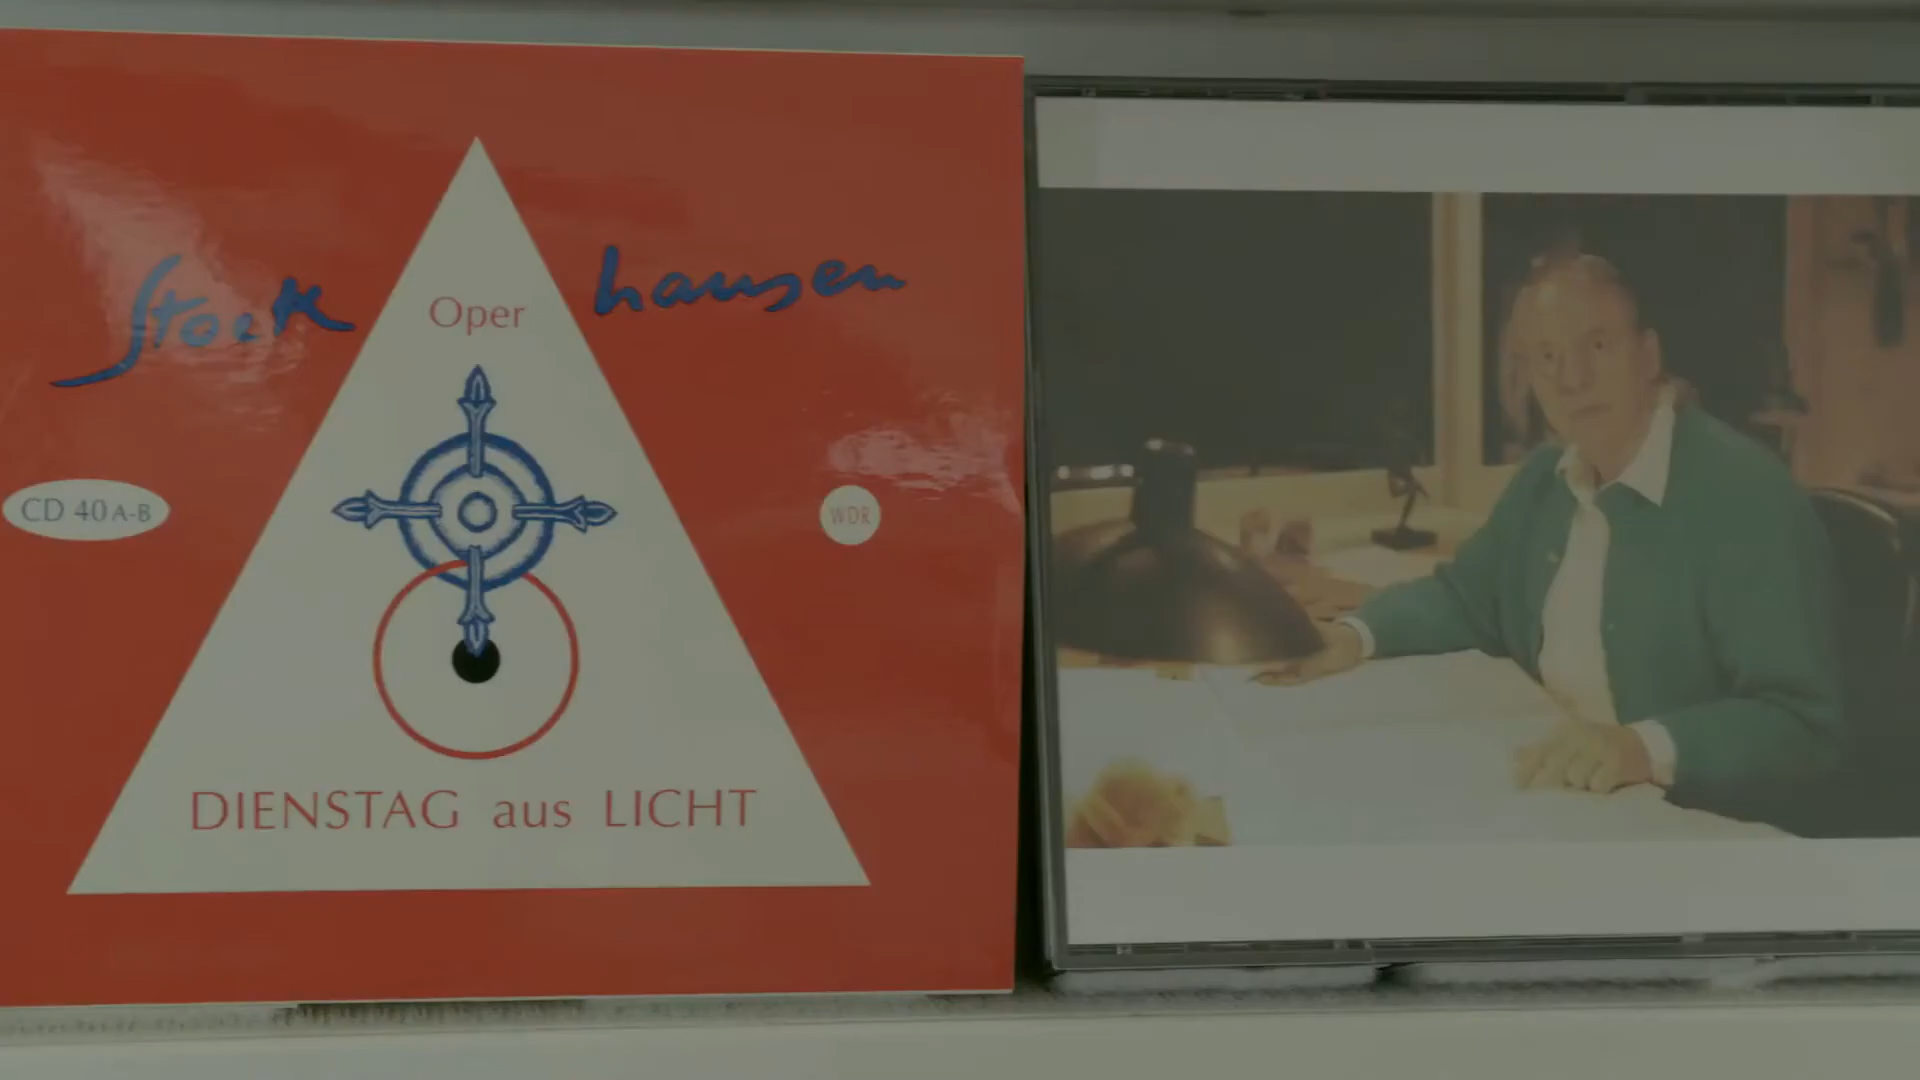 Stock hausen
Oper
CD 40 A-B
WDR
DIENSTAG aus LICHT